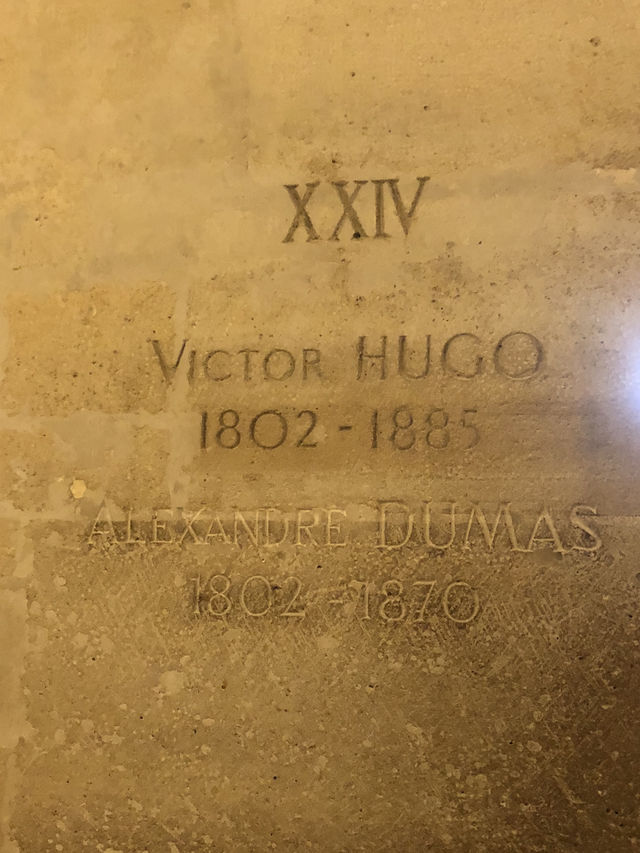 XXIV
VICTOR HUGO
1802 - 1885
ALEXANDRE DUMAS
1802 - 1870